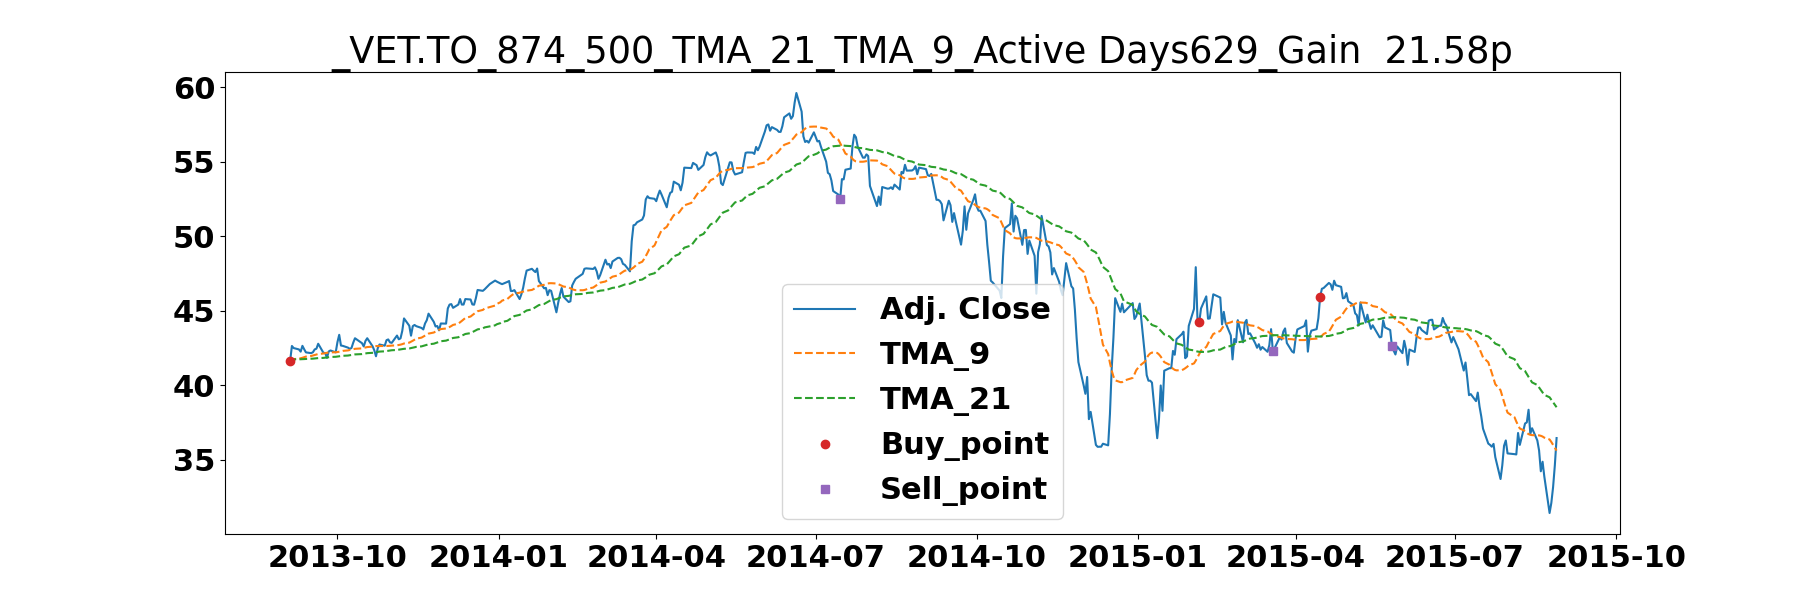 _VET.TO_874_500_TMA_21_TMA_9_Active Days629_Gain  21.58p
60
55
50
45
40
35
Adj. Close
TMA_9
TMA_21
Buy_point
Sell_point
2013-10 2014-01 2014-04 2014-07 2014-10 2015-01 2015-04 2015-07 2015-10